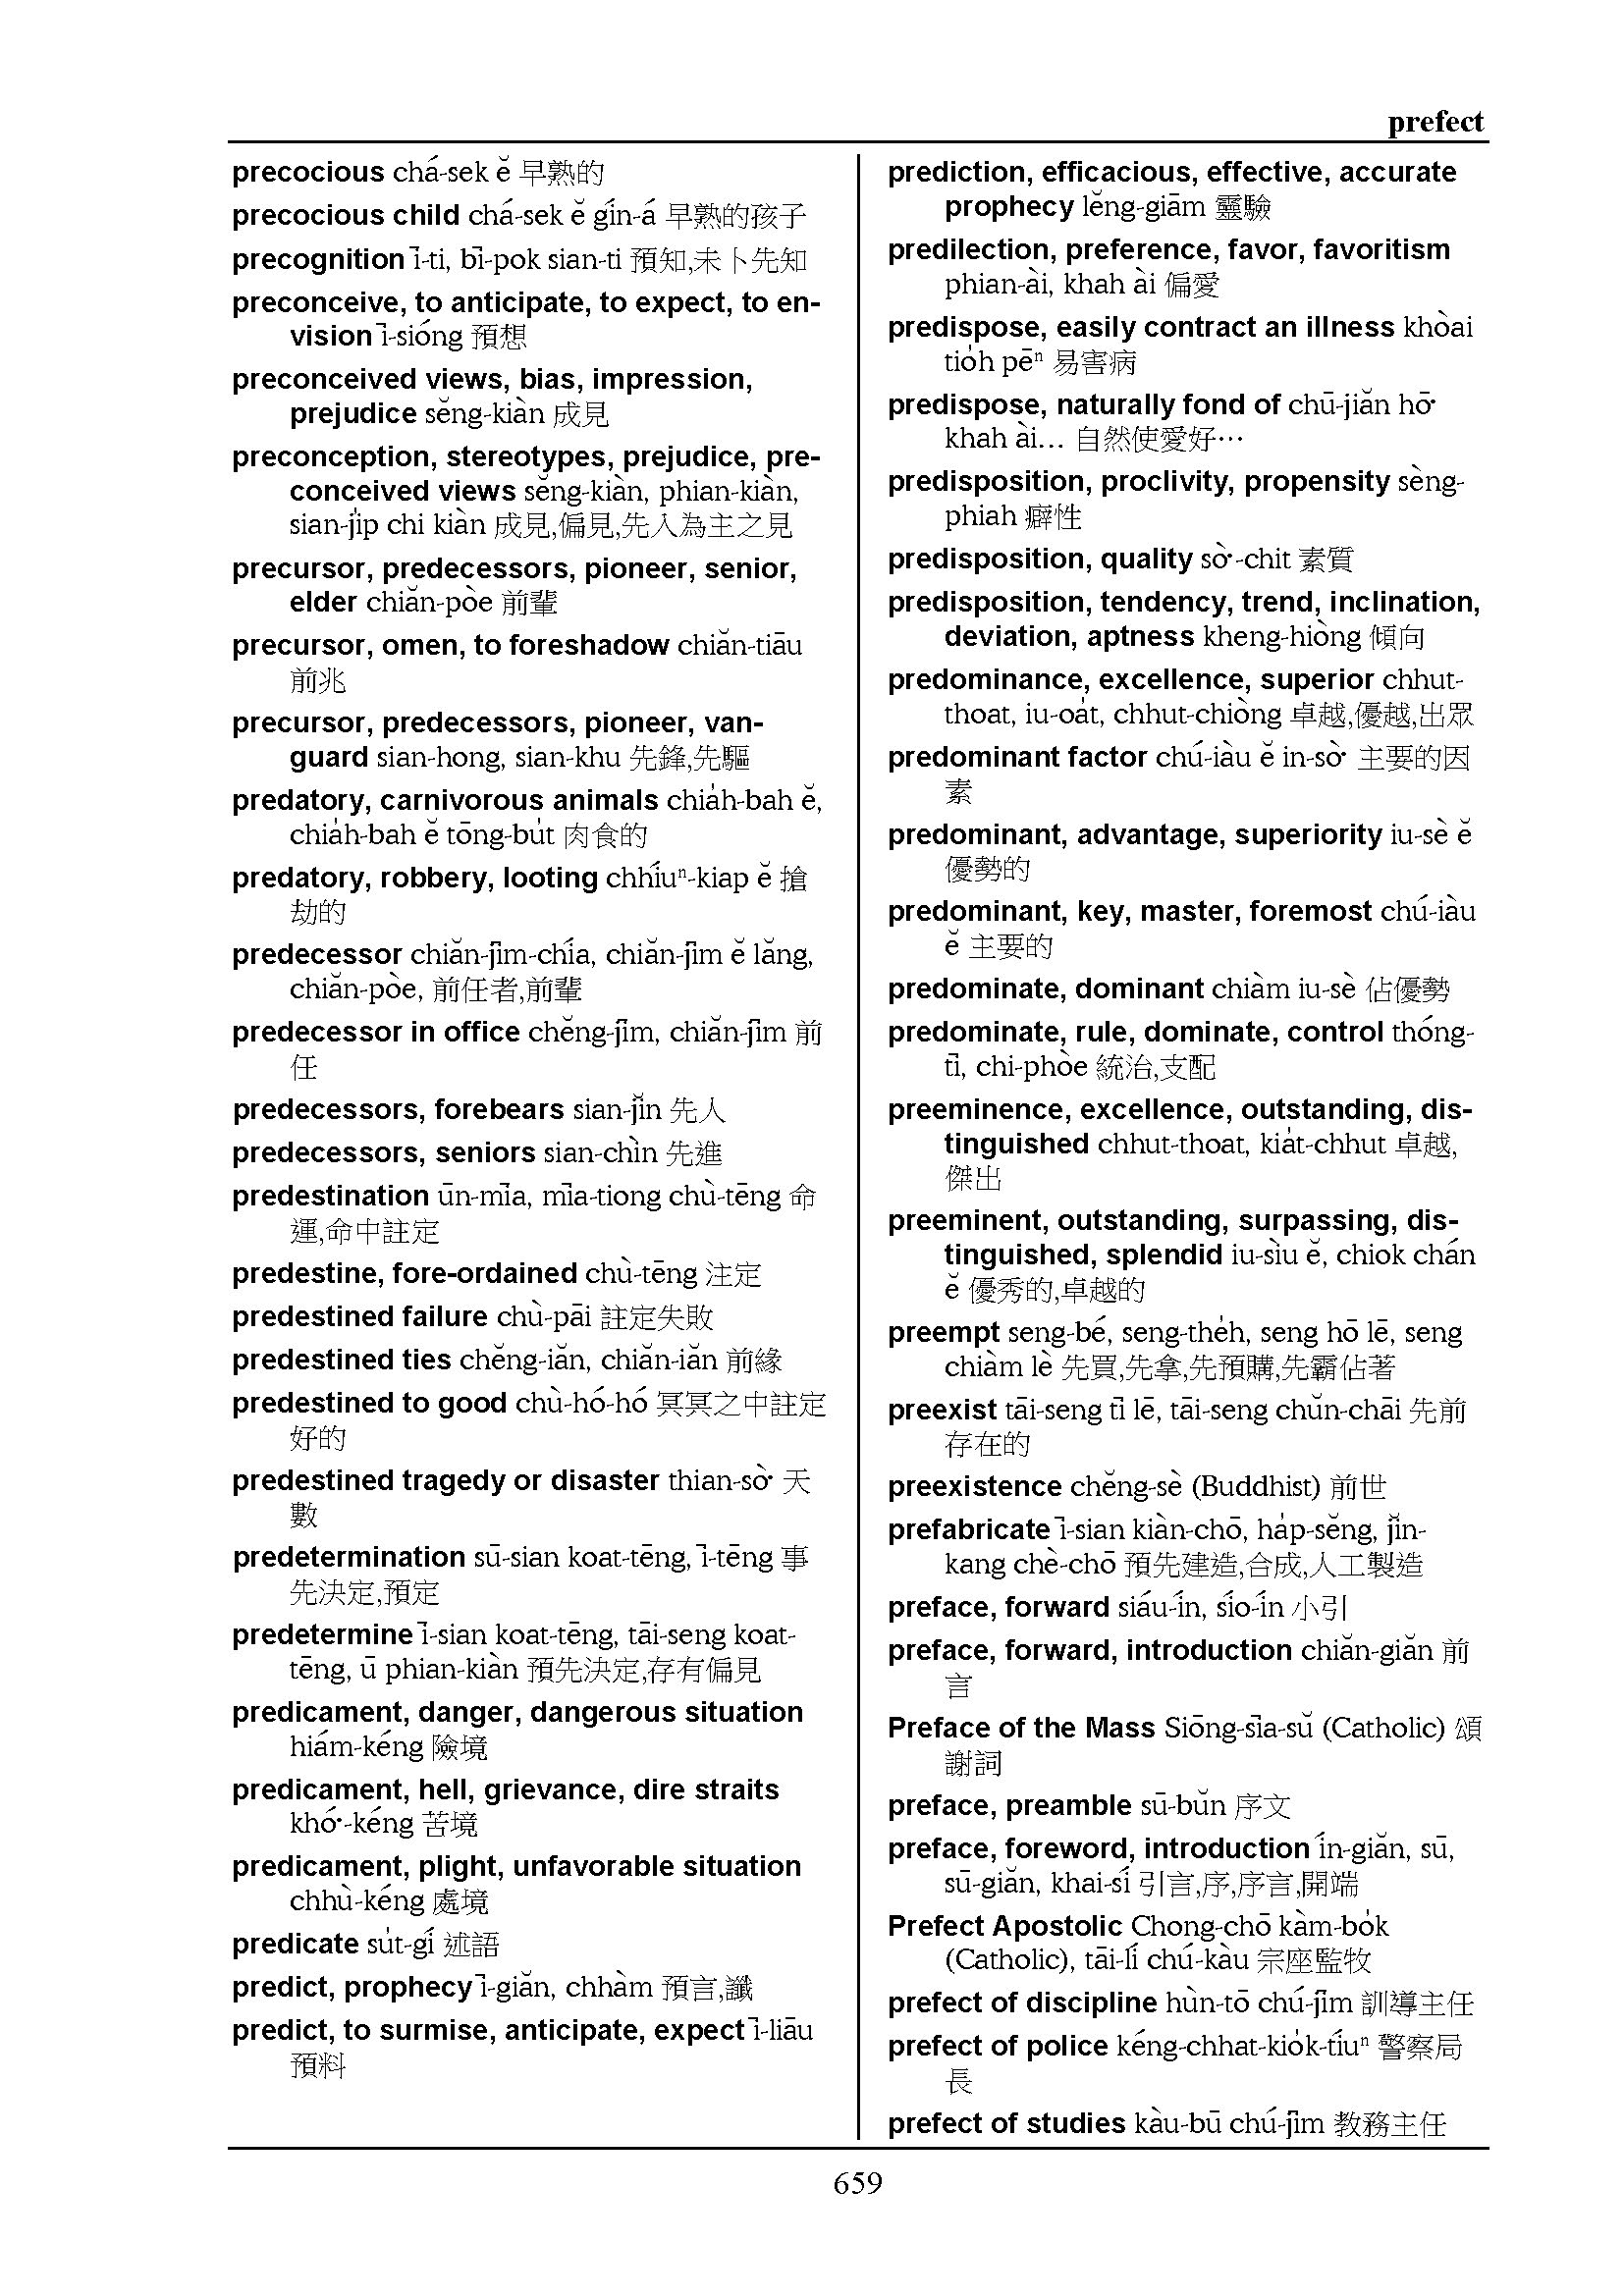 prefect
precocious chá-sek ĕ 早熟的
precocious child chá-sek ĕ gín-á 早熟的孩子
precognition ī-ti, bī-pok sian-ti 預知,未卜先知
preconceive, to anticipate, to expect, to en-
vision ī-sióng 預想
preconceived views, bias, impression,
prejudice sĕng-kiàn 成見
preconception, stereotypes, prejudice, pre-
conceived views sĕng-kiàn, phian-kiàn,
sian-ji̍p chi kiàn 成見,偏見,先入為主之見
precursor, predecessors, pioneer, senior,
elder chiăn-pòe 前輩
precursor, omen, to foreshadow chiăn-tiāu
前兆
precursor, predecessors, pioneer, van-
guard sian-hong, sian-khu 先鋒,先驅
predatory, carnivorous animals chia̍h-bah ĕ,
chia̍h-bah ĕ tōng-bu̍t 肉食的
predatory, robbery, looting chhíuⁿ-kiap ĕ 搶
劫的
predecessor chiăn-jīm-chía, chiăn-jīm ĕ lăng,
chiăn-pòe, 前任者,前輩
predecessor in office chĕng-jīm, chiăn-jīm 前
任
predecessors, forebears sian-jĭn 先人
predecessors, seniors sian-chìn 先進
predestination ūn-mīa, mīa-tiong chù-tēng 命
運,命中註定
predestine, fore-ordained chù-tēng 注定
predestined failure chù-pāi 註定失敗
predestined ties chĕng-iăn, chiăn-iăn 前緣
predestined to good chù-hó-hó 冥冥之中註定
好的
predestined tragedy or disaster thian-sò͘ 天
數
predetermination sū-sian koat-tēng, ī-tēng 事
先決定,預定
predetermine ī-sian koat-tēng, tāi-seng koat-
tēng, ū phian-kiàn 預先決定,存有偏見
predicament, danger, dangerous situation
hiám-kéng 險境
predicament, hell, grievance, dire straits
khó͘-kéng 苦境
predicament, plight, unfavorable situation
chhù-kéng 處境
predicate su̍t-gí 述語
predict, prophecy ī-giăn, chhàm 預言,讖
predict, to surmise, anticipate, expect ī-liāu
預料
prediction, efficacious, effective, accurate
prophecy lĕng-giām 靈驗
predilection, preference, favor, favoritism
phian-ài, khah ài 偏愛
predispose, easily contract an illness khòai
tio̍h pēⁿ 易害病
predispose, naturally fond of chū-jiăn hō͘
khah ài... 自然使愛好…
predisposition, proclivity, propensity sèng-
phiah 癖性
predisposition, quality sò͘-chit 素質
predisposition, tendency, trend, inclination,
deviation, aptness kheng-hiòng 傾向
predominance, excellence, superior chhut-
thoat, iu-oa̍t, chhut-chiòng 卓越,優越,出眾
predominant factor chú-iàu ĕ in-sò͘ 主要的因
素
predominant, advantage, superiority iu-sè ĕ
優勢的
predominant, key, master, foremost chú-iàu
ĕ 主要的
predominate, dominant chiàm iu-sè 佔優勢
predominate, rule, dominate, control thóng-
tī, chi-phòe 統治,支配
preeminence, excellence, outstanding, dis-
tinguished chhut-thoat, kia̍t-chhut 卓越,
傑出
preeminent, outstanding, surpassing, dis-
tinguished, splendid iu-sìu ĕ, chiok chán
ĕ 優秀的,卓越的
preempt seng-bé, seng-the̍h, seng hō lē, seng
chiàm lè 先買,先拿,先預購,先霸佔著
preexist tāi-seng tī lē, tāi-seng chŭn-chāi 先前
存在的
preexistence chĕng-sè (Buddhist) 前世
prefabricate ī-sian kiàn-chō, ha̍p-sĕng, jĭn-
kang chè-chō 預先建造,合成,人工製造
preface, forward siáu-ín, sío-ín 小引
preface, forward, introduction chiăn-giăn 前
言
Preface of the Mass Siōng-sīa-sŭ (Catholic) 頌
謝詞
preface, preamble sū-bŭn 序文
preface, foreword, introduction ín-giăn, sū,
sū-giăn, khai-sí 引言,序,序言,開端
Prefect Apostolic Chong-chō kàm-bo̍k
(Catholic), tāi-lí chú-kàu 宗座監牧
prefect of discipline hùn-tō chú-jīm 訓導主任
prefect of police kéng-chhat-kio̍k-tíuⁿ 警察局
長
prefect of studies kàu-bū chú-jīm 教務主任
659